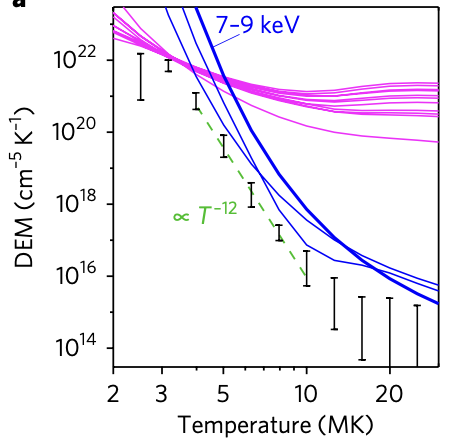 a
7–9 keV
10²²
10²⁰
10¹⁸
10¹⁶
10¹⁴
DEM (cm⁻⁵ K⁻¹)
∝ T⁻¹²
2 3 5 10 20
Temperature (MK)